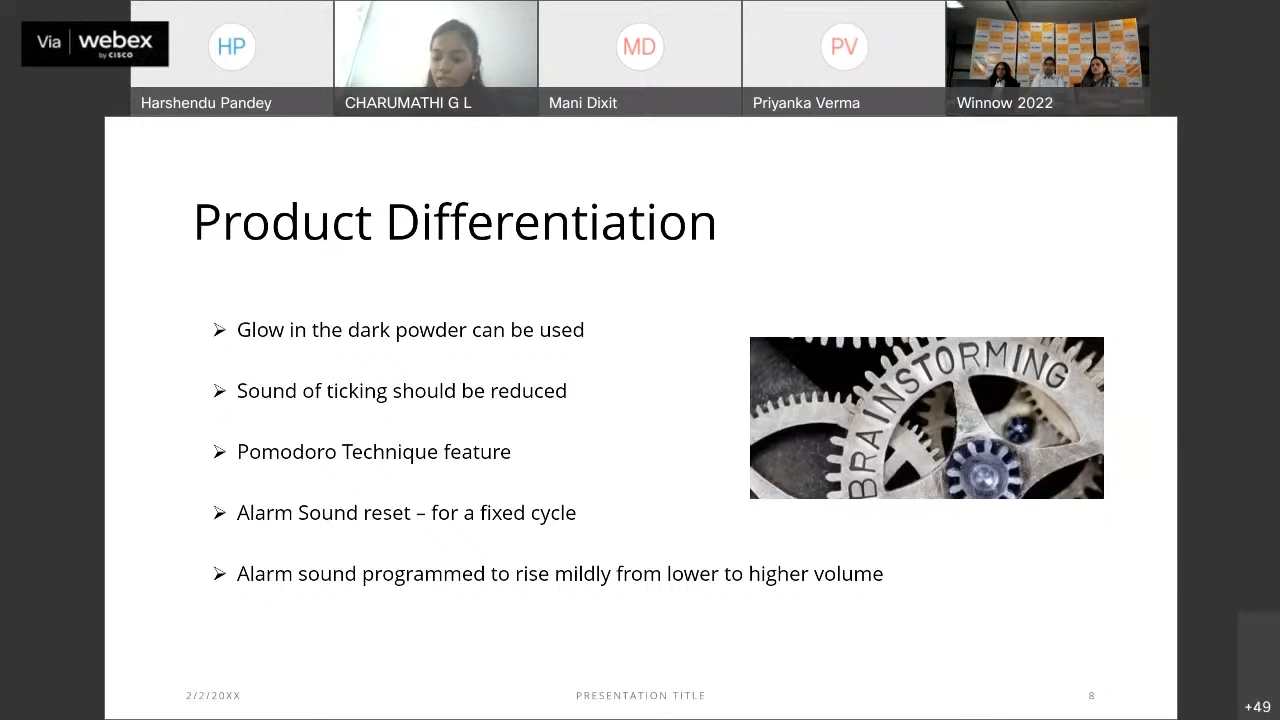 Via webex
by CISCO
HP
MD
PV
Harshendu Pandey
CHARUMATHI G L
Mani Dixit
Priyanka Verma
Winnow 2022
Product Differentiation
➢ Glow in the dark powder can be used
➢ Sound of ticking should be reduced
➢ Pomodoro Technique feature
➢ Alarm Sound reset – for a fixed cycle
➢ Alarm sound programmed to rise mildly from lower to higher volume
BRAINSTORMING
2/2/20XX
PRESENTATION TITLE
8
+49